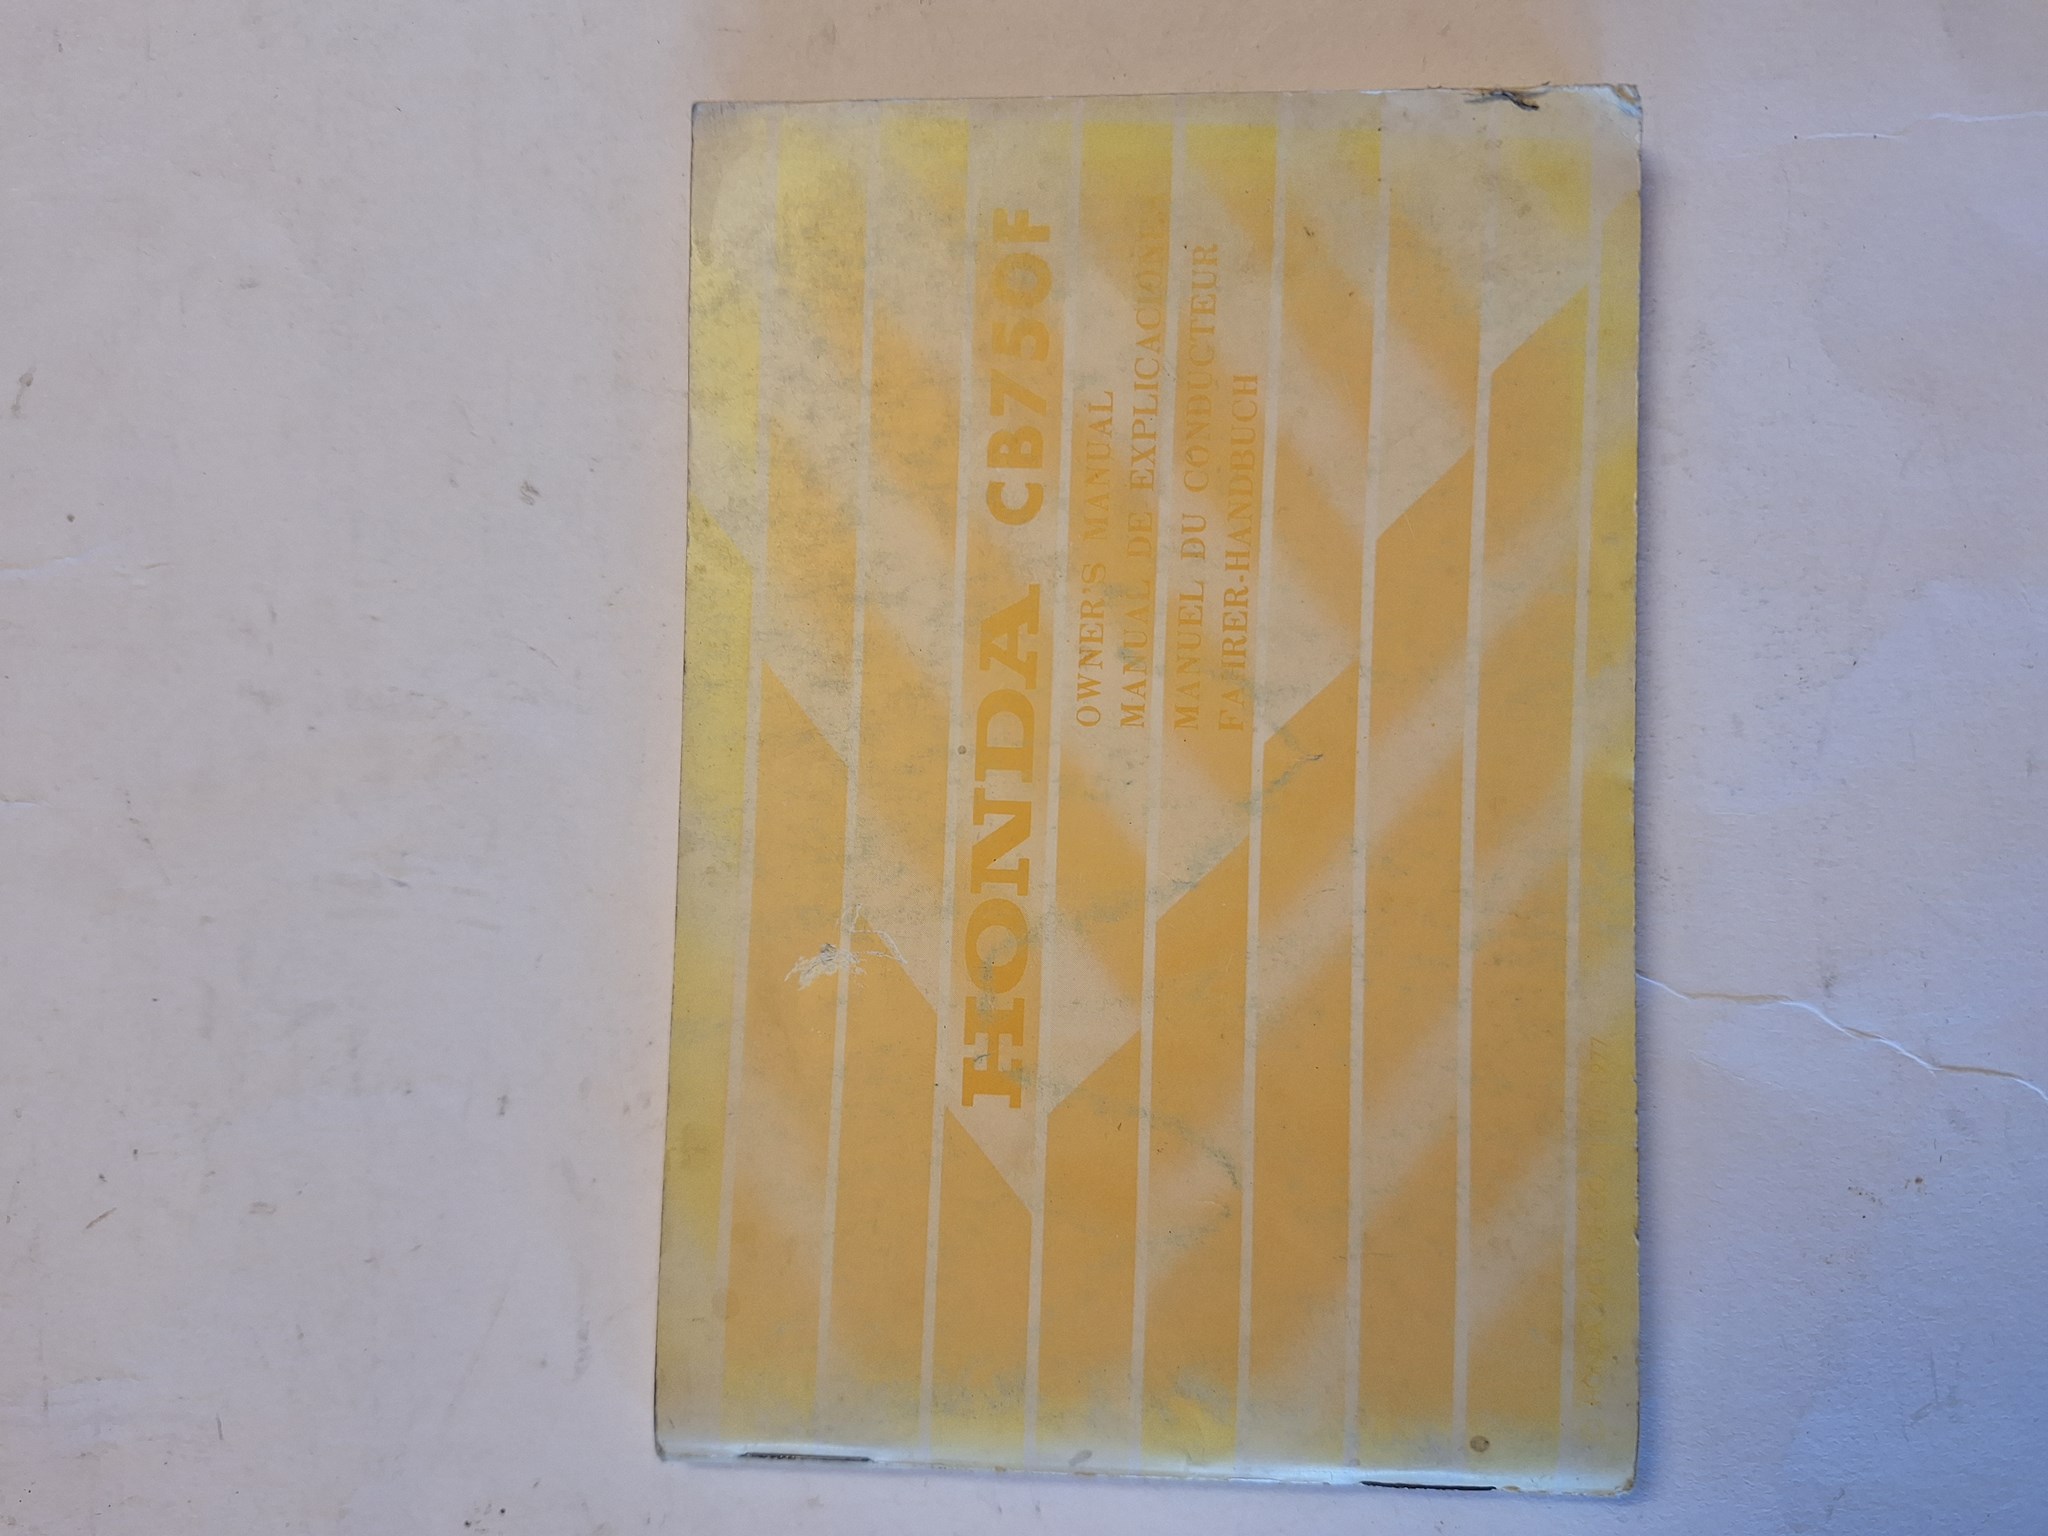 HONDA CB750F
OWNER'S MANUAL
MANUAL DE EXPLICACIONES
MANUEL DU CONDUCTEUR
FAHRER-HANDBUCH